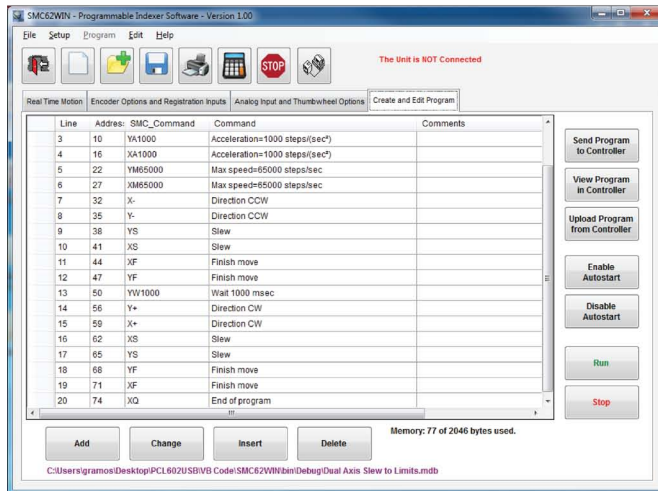 SMC62WIN - Programmable Indexer Software - Version 1.00
File Setup Program Edit Help
STOP
The Unit is NOT Connected
Real Time Motion Encoder Options and Registration Inputs Analog Input and Thumbwheel Options Create and Edit Program
Line Addres: SMC_Command Command Comments
3 10 YA1000 Acceleration=1000 steps/(sec²)
4 16 XA1000 Acceleration=1000 steps/(sec²)
5 22 YM65000 Max speed=65000 steps/sec
6 27 XM65000 Max speed=65000 steps/sec
7 32 X- Direction CCW
8 35 Y- Direction CCW
9 38 YS Slew
10 41 XS Slew
11 44 XF Finish move
12 47 YF Finish move
13 50 YW1000 Wait 1000 msec
14 56 Y+ Direction CW
15 59 X+ Direction CW
16 62 XS Slew
17 65 YS Slew
18 68 YF Finish move
19 71 XF Finish move
20 74 XQ End of program
Send Program
to Controller
View Program
in Controller
Upload Program
from Controller
Enable
Autostart
Disable
Autostart
Run
Stop
Add Change Insert Delete
Memory: 77 of 2046 bytes used.
C:\Users\gramos\Desktop\PCL602USB\VB Code\SMC62WIN\bin\Debug\Dual Axis Slew to Limits.mdb